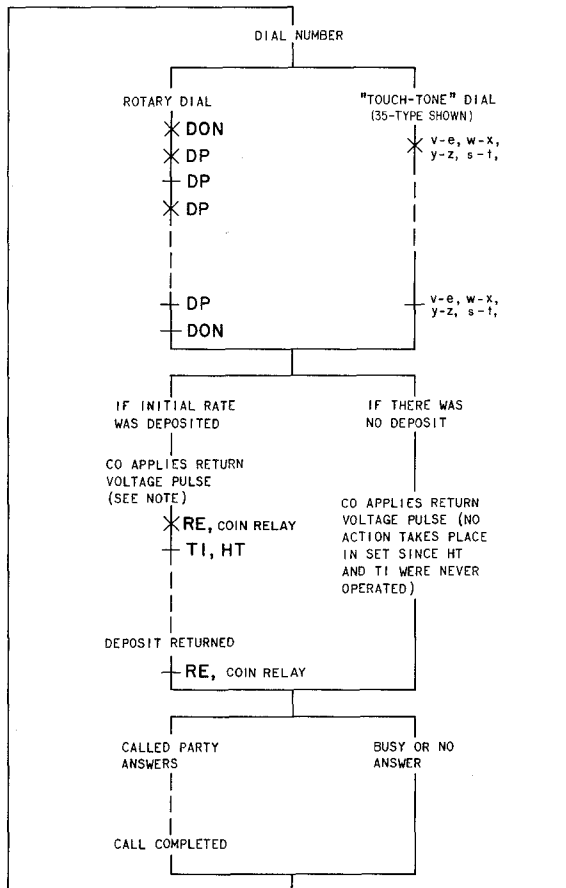 DIAL NUMBER
ROTARY DIAL
DON
DP
DP
DP
DP
DON
"TOUCH-TONE" DIAL
(35-TYPE SHOWN)
v-e, w-x,
y-z, s-t,
v-e, w-x,
y-z, s-t,
IF INITIAL RATE
WAS DEPOSITED
CO APPLIES RETURN
VOLTAGE PULSE
(SEE NOTE)
RE, COIN RELAY
TI, HT
DEPOSIT RETURNED
RE, COIN RELAY
IF THERE WAS
NO DEPOSIT
CO APPLIES RETURN
VOLTAGE PULSE (NO
ACTION TAKES PLACE
IN SET SINCE HT
AND TI WERE NEVER
OPERATED)
CALLED PARTY
ANSWERS
CALL COMPLETED
BUSY OR NO
ANSWER